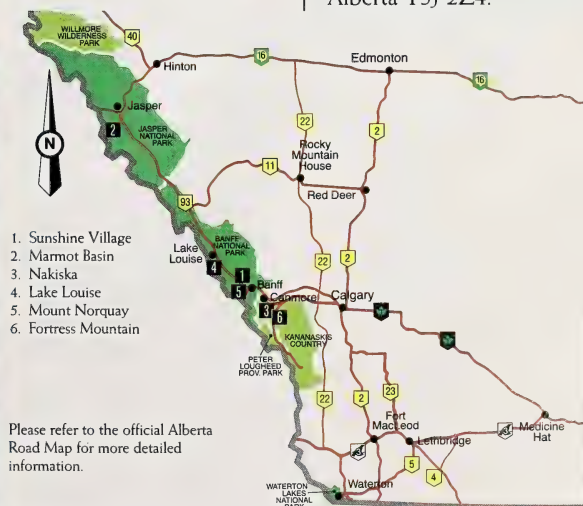 Alberta T5J 2Z4.
WILLMORE
WILDERNESS
PARK
40
Hinton
16
Edmonton
16
Jasper
2
JASPER
NATIONAL
PARK
22
2
N
Rocky
Mountain
House
11
Red Deer
93
1. Sunshine Village
2. Marmot Basin
3. Nakiska
4. Lake Louise
5. Mount Norquay
6. Fortress Mountain
BANFF
NATIONAL
PARK
Lake
Louise
4
1
5
Banff
22
2
Canmore
3
6
Calgary
KANANASKIS
COUNTRY
PETER
LOUGHEED
PROV. PARK
22
2
23
Fort
MacLeod
Lethbridge
3
3
Medicine
Hat
5
4
Please refer to the official Alberta
Road Map for more detailed
information.
WATERTON
LAKES
NATIONAL
PARK
Waterton